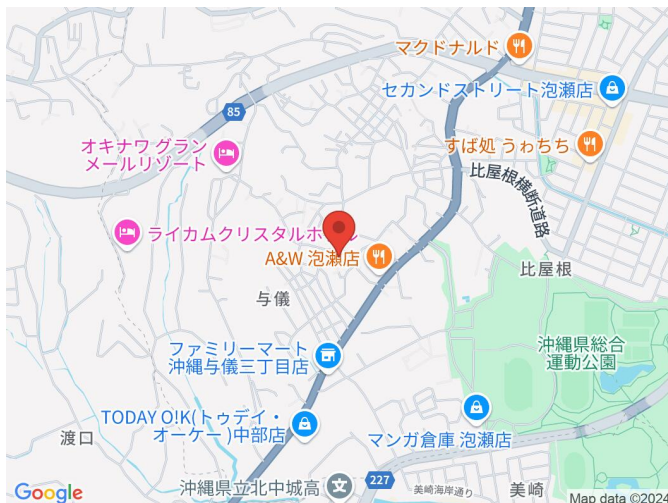 マクドナルド
セカンドストリート泡瀬店
85
オキナワ グラン
メールリゾート
すば処 うゎちち
比屋根横断道路
ライカムクリスタルホ
ル
A&W 泡瀬店
比屋根
与儀
沖縄県総合
運動公園
ファミリーマート
沖縄与儀三丁目店
TODAY O!K(トゥデイ・
オーケー )中部店
マンガ倉庫 泡瀬店
渡口
227
沖縄県立北中城高
文
美崎海岸通り
美崎
Google
Map data ©2024